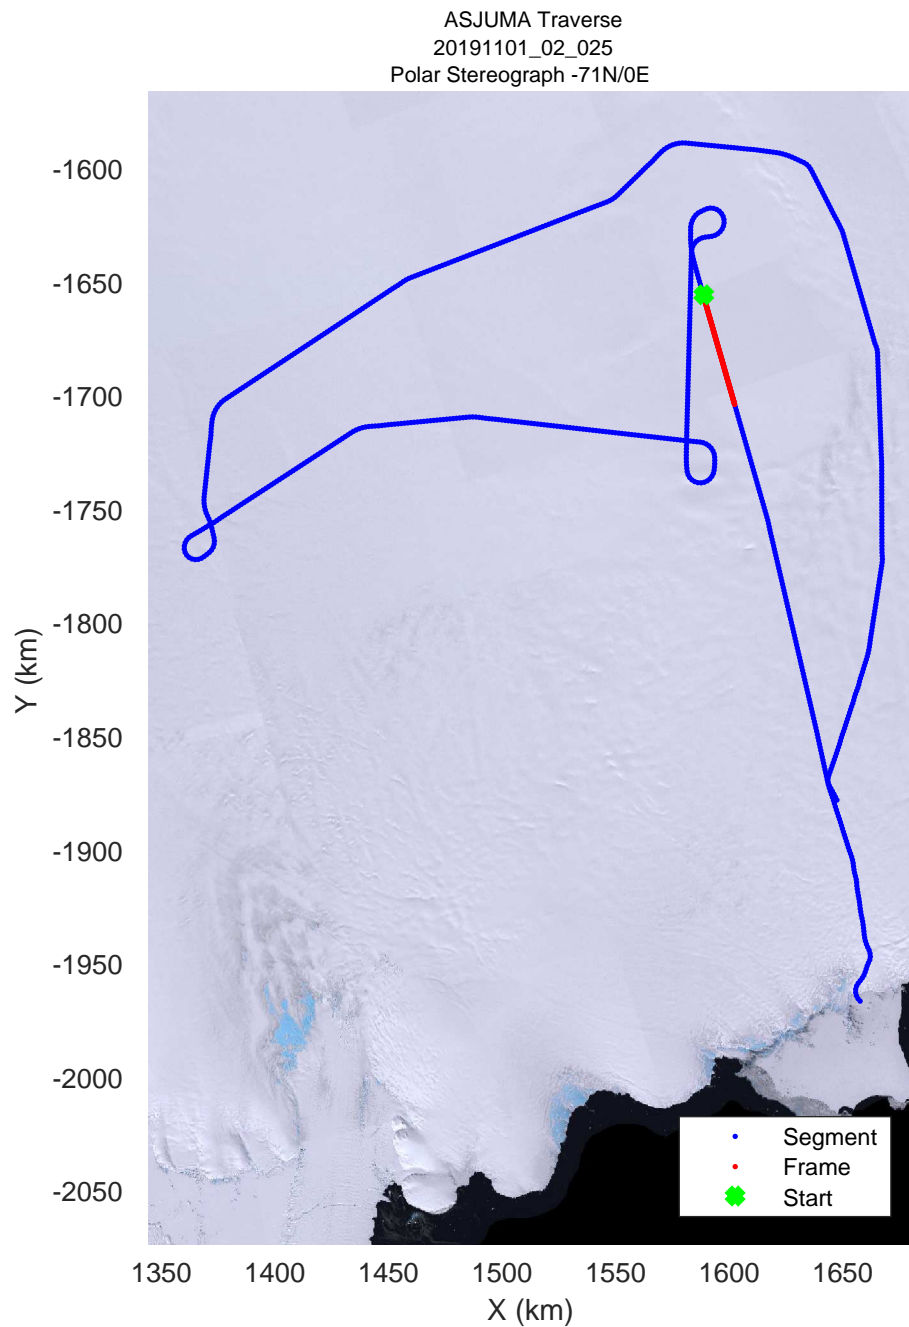 ASJUMA Traverse
20191101_02_025
Polar Stereograph -71N/0E
-1600
-1650
-1700
-1750
-1800
-1850
-1900
-1950
-2000
-2050
Y (km)
Segment
Frame
Start
1350 1400 1450 1500 1550 1600 1650
X (km)